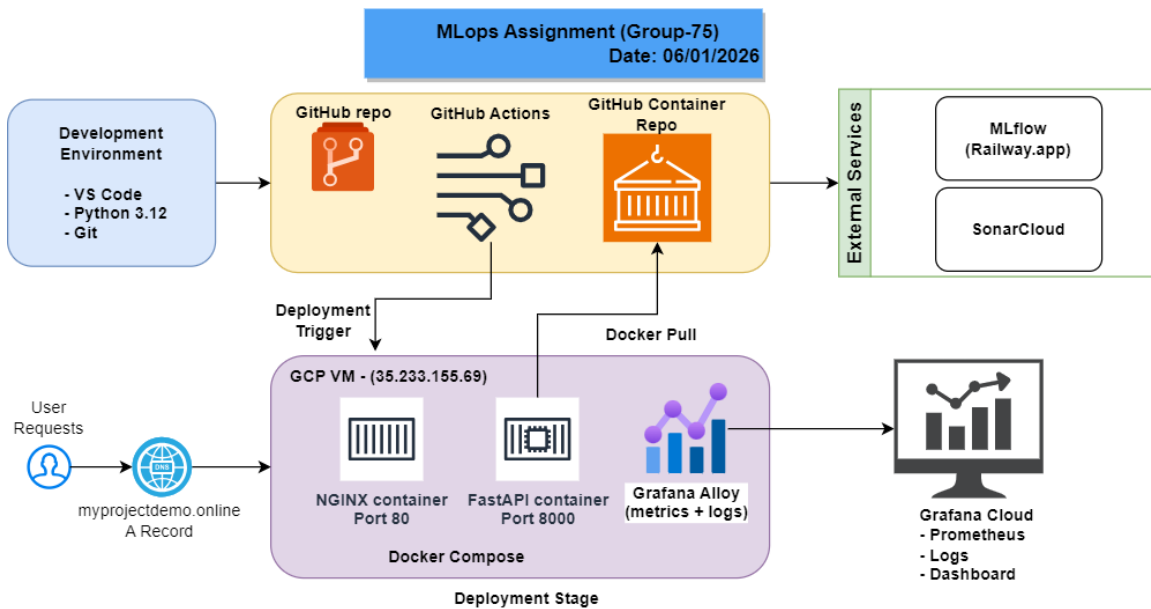 MLops Assignment (Group-75)
Date: 06/01/2026
Development
Environment
- VS Code
- Python 3.12
- Git
GitHub repo
GitHub Actions
GitHub Container
Repo
External Services
MLflow
(Railway.app)
SonarCloud
Deployment
Trigger
Docker Pull
GCP VM - (35.233.155.69)
User
Requests
DNS
myprojectdemo.online
A Record
NGINX container
Port 80
FastAPI container
Port 8000
Grafana Alloy
(metrics + logs)
Docker Compose
Deployment Stage
Grafana Cloud
- Prometheus
- Logs
- Dashboard